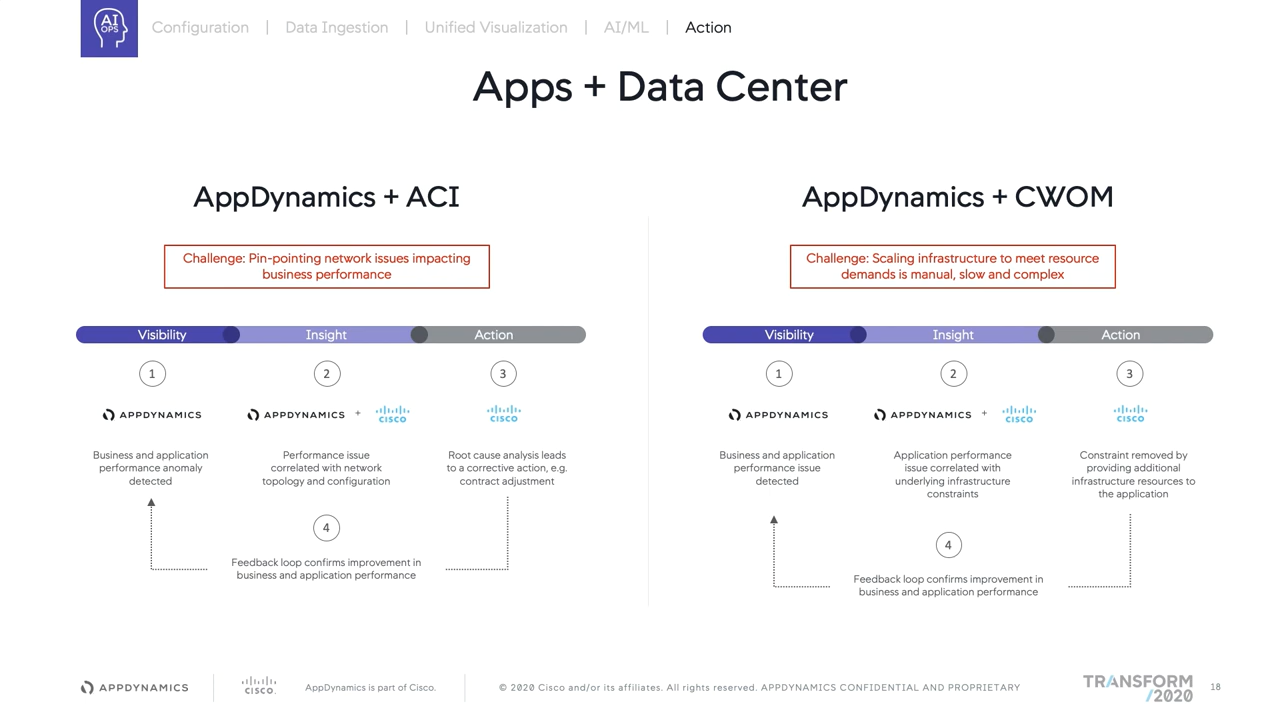 AI
OPS
Configuration | Data Ingestion | Unified Visualization | AI/ML | Action
Apps + Data Center
AppDynamics + ACI
Challenge: Pin-pointing network issues impacting
business performance
Visibility
Insight
Action
1
2
3
APPDYNAMICS
APPDYNAMICS + CISCO
CISCO
Business and application
performance anomaly
detected
Performance issue
correlated with network
topology and configuration
Root cause analysis leads
to a corrective action, e.g.
contract adjustment
4
Feedback loop confirms improvement in
business and application performance
AppDynamics + CWOM
Challenge: Scaling infrastructure to meet resource
demands is manual, slow and complex
Visibility
Insight
Action
1
2
3
APPDYNAMICS
APPDYNAMICS + CISCO
CISCO
Business and application
performance issue
detected
Application performance
issue correlated with
underlying infrastructure
constraints
Constraint removed by
providing additional
infrastructure resources to
the application
4
Feedback loop confirms improvement in
business and application performance
APPDYNAMICS
CISCO.
AppDynamics is part of Cisco.
© 2020 Cisco and/or its affiliates. All rights reserved. APPDYNAMICS CONFIDENTIAL AND PROPRIETARY
TRANSFORM
/2020
18